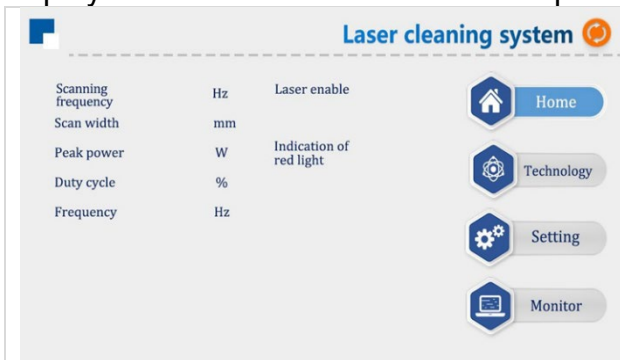 Laser cleaning system
Scanning
frequency
Hz
Laser enable
Home
Scan width
mm
Peak power
W
Indication of
red light
Technology
Duty cycle
%
Frequency
Hz
Setting
Monitor